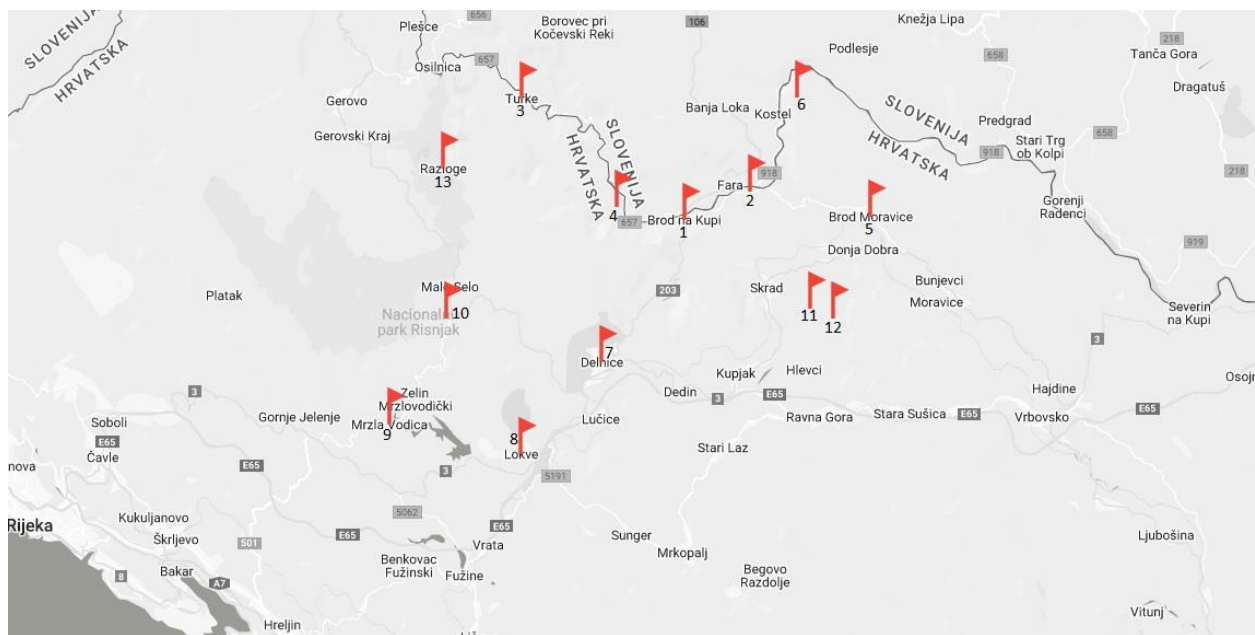 656
Plešce
Borovec pri
Kočevski Reki
106
Knežja Lipa
SLOVENIJA
HRVATSKA
218
Podlesje
658
Tanča Gora
657
Osilnica
Dragatuš
Turke
3
Gerovo
6
Banja Loka
Kostel
Predgrad
SLOVENIJA
HRVATSKA
658
Gerovski Kraj
Stari Trg
ob Kolpi
918
SLOVENIJA
HRVATSKA
Razloge
13
918
218
Fara
2
4
657
Brod na Kupi
1
Brod Moravice
5
Gorenji
Radenci
919
Donja Dobra
Platak
Malo Selo
10
203
Skrad
11
12
Bunjevci
Moravice
Severin
na Kupi
Nacionalni
park Risnjak
3
7
Delnice
Kupjak
Hlevci
3
Zelin
Mrzlovodički
Dedin
3
E65
Hajdine
Soboli
Gornje Jelenje
Mrzla Vodica
9
8
Lokve
Lučice
Ravna Gora
Stara Sušica
E65
Vrbovsko
E65
E65
Čavle
E65
3
5191
Stari Laz
Rijeka
Kukuljanovo
Škrljevo
501
E65
5062
E65
Vrata
Sunger
Mrkopalj
Ljubošina
Bakar
8
A7
Benkovac
Fužinski
Fužine
Begovo
Razdolje
Hreljin
Vitunj